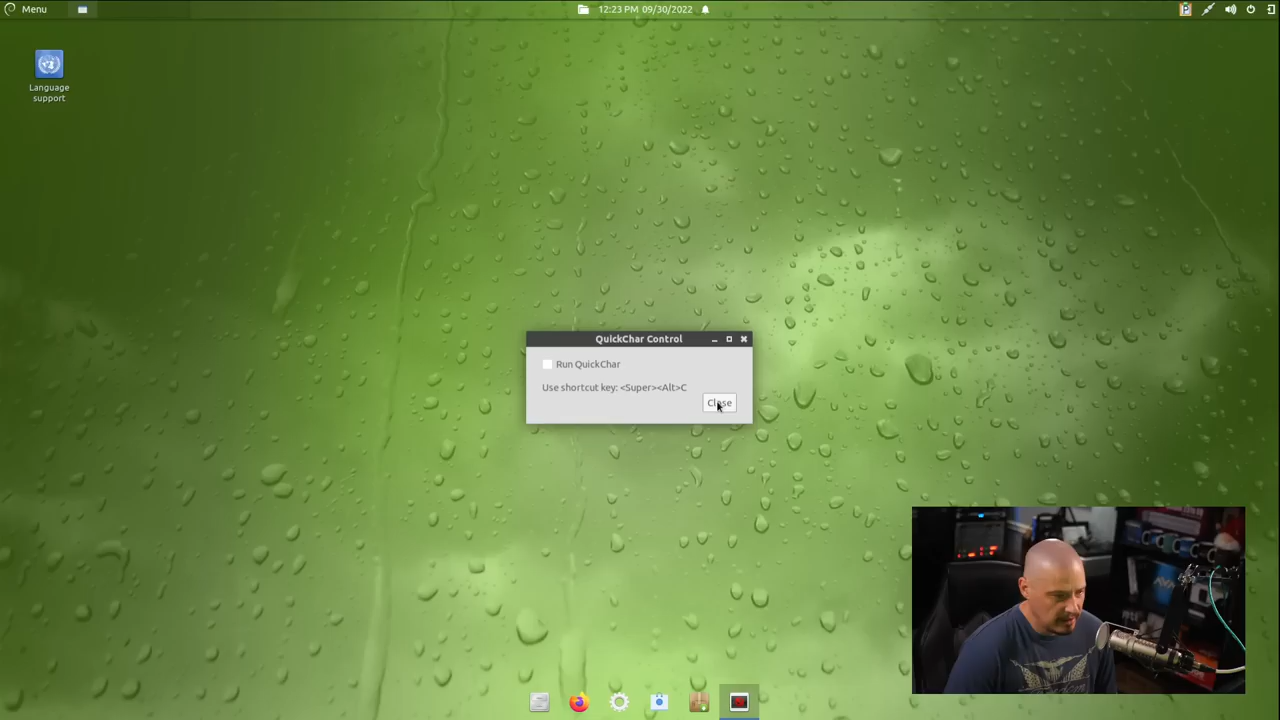 Menu
12:23 PM 09/30/2022
Language
support
QuickChar Control
Run QuickChar
Use shortcut key: <Super><Alt>C
Close